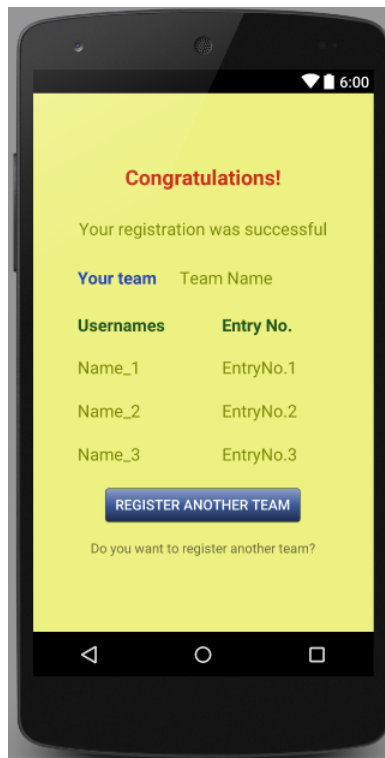 6:00
Congratulations!
Your registration was successful
Your team Team Name
Usernames Entry No.
Name_1 EntryNo.1
Name_2 EntryNo.2
Name_3 EntryNo.3
REGISTER ANOTHER TEAM
Do you want to register another team?